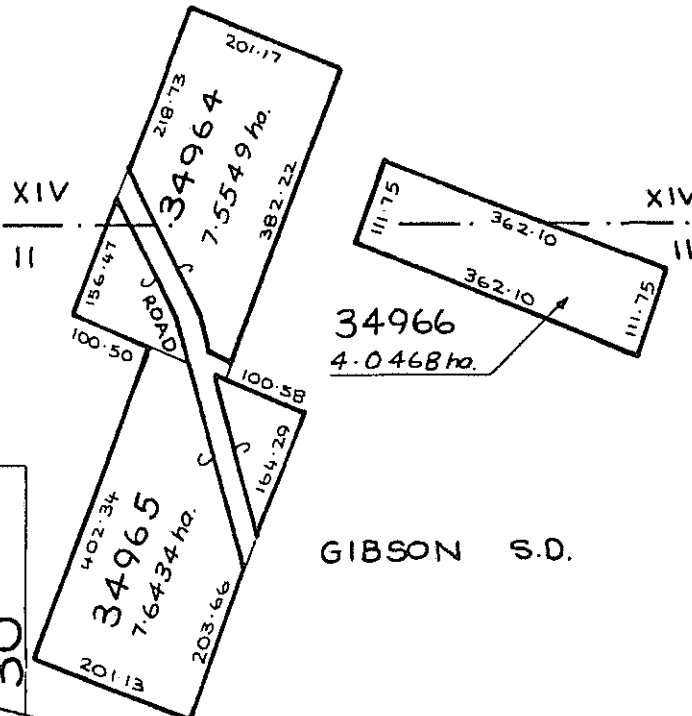 201·17
218·73
34964
7·5549 ha.
382·22
XIV
II
156·47
ROAD
100·50
111·75
362·10
362·10
111·75
XIV
II
34966
4·0468 ha.
100·58
164·29
402·34
34965
7·6434 ha.
203·66
201·13
GIBSON S.D.
50